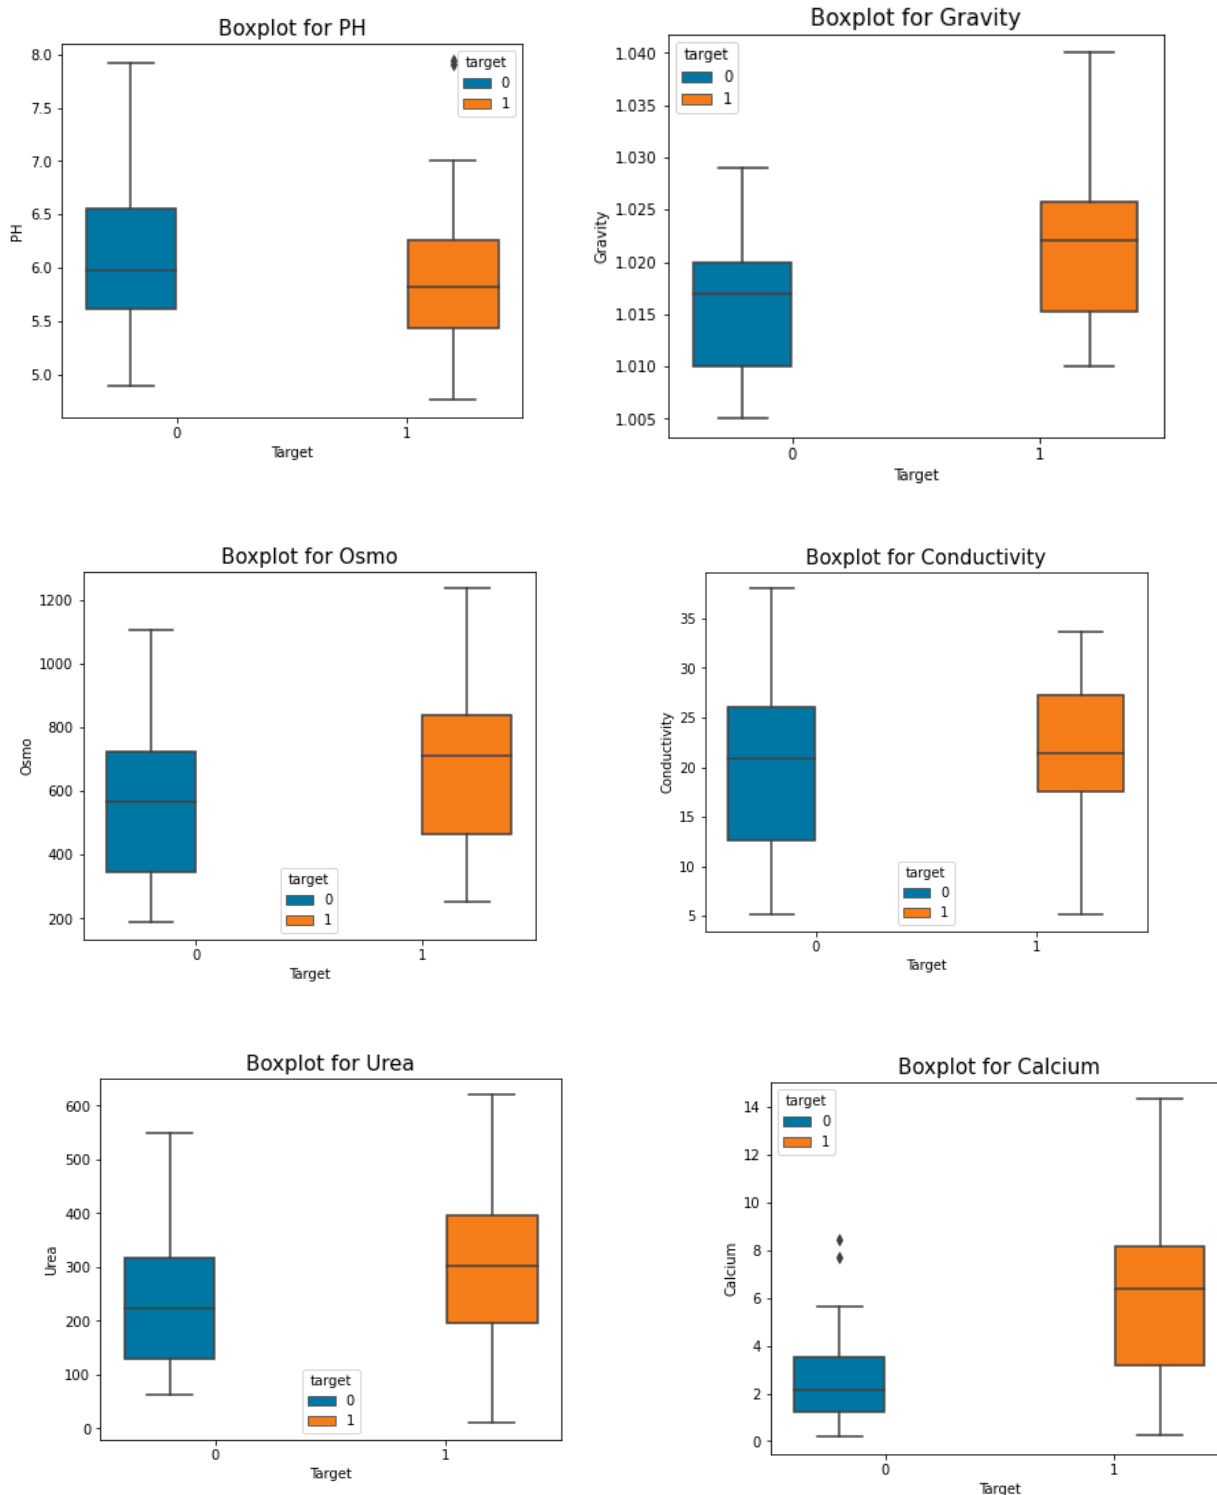 Boxplot for PH
8.0
7.5
7.0
6.5
6.0
5.5
5.0
PH
target
0
1
0 1
Target
Boxplot for Gravity
1.040
1.035
1.030
1.025
1.020
1.015
1.010
1.005
Gravity
target
0
1
0 1
Target
Boxplot for Osmo
1200
1000
800
600
400
200
Osmo
target
0
1
0 1
Target
Boxplot for Conductivity
35
30
25
20
15
10
5
Conductivity
target
0
1
0 1
Target
Boxplot for Urea
600
500
400
300
200
100
0
Urea
target
0
1
0 1
Target
Boxplot for Calcium
14
12
10
8
6
4
2
0
Calcium
target
0
1
0 1
Target